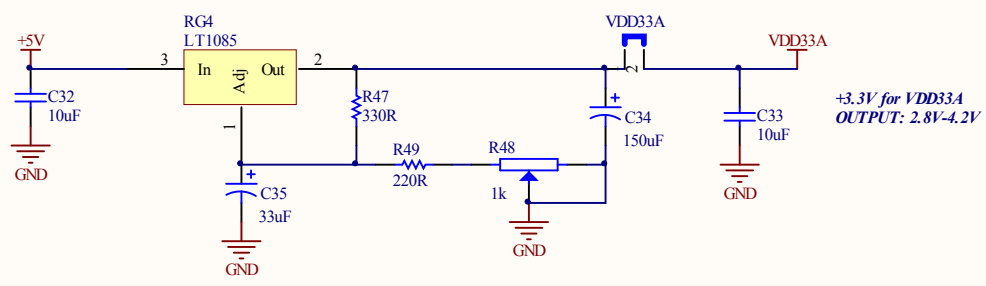 RG4
LT1085
VDD33A
+5V
3
In
Out
2
Adj
1
2
VDD33A
C32
10uF
R47
330R
C34
150uF
C33
10uF
+3.3V for VDD33A
OUTPUT: 2.8V-4.2V
R49
220R
R48
1k
C35
33uF
GND
GND
GND
GND